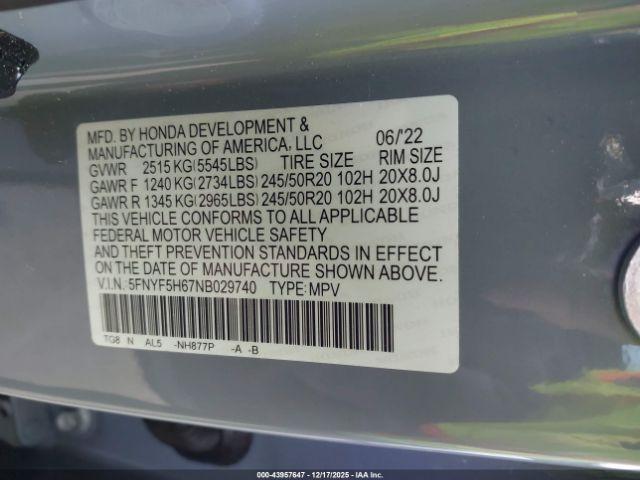 MFD. BY HONDA DEVELOPMENT &
MANUFACTURING OF AMERICA, LLC 06/'22
GVWR 2515 KG(5545LBS) TIRE SIZE RIM SIZE
GAWR F 1240 KG(2734LBS) 245/50R20 102H 20X8.0J
GAWR R 1345 KG(2965LBS) 245/50R20 102H 20X8.0J
THIS VEHICLE CONFORMS TO ALL APPLICABLE
FEDERAL MOTOR VEHICLE SAFETY
AND THEFT PREVENTION STANDARDS IN EFFECT
ON THE DATE OF MANUFACTURE SHOWN ABOVE.
V.I.N. 5FNYF5H67NB029740 TYPE: MPV
TG8 N AL5 -NH877P -A -B
000-43957647 - 12/17/2025 - IAA Inc.